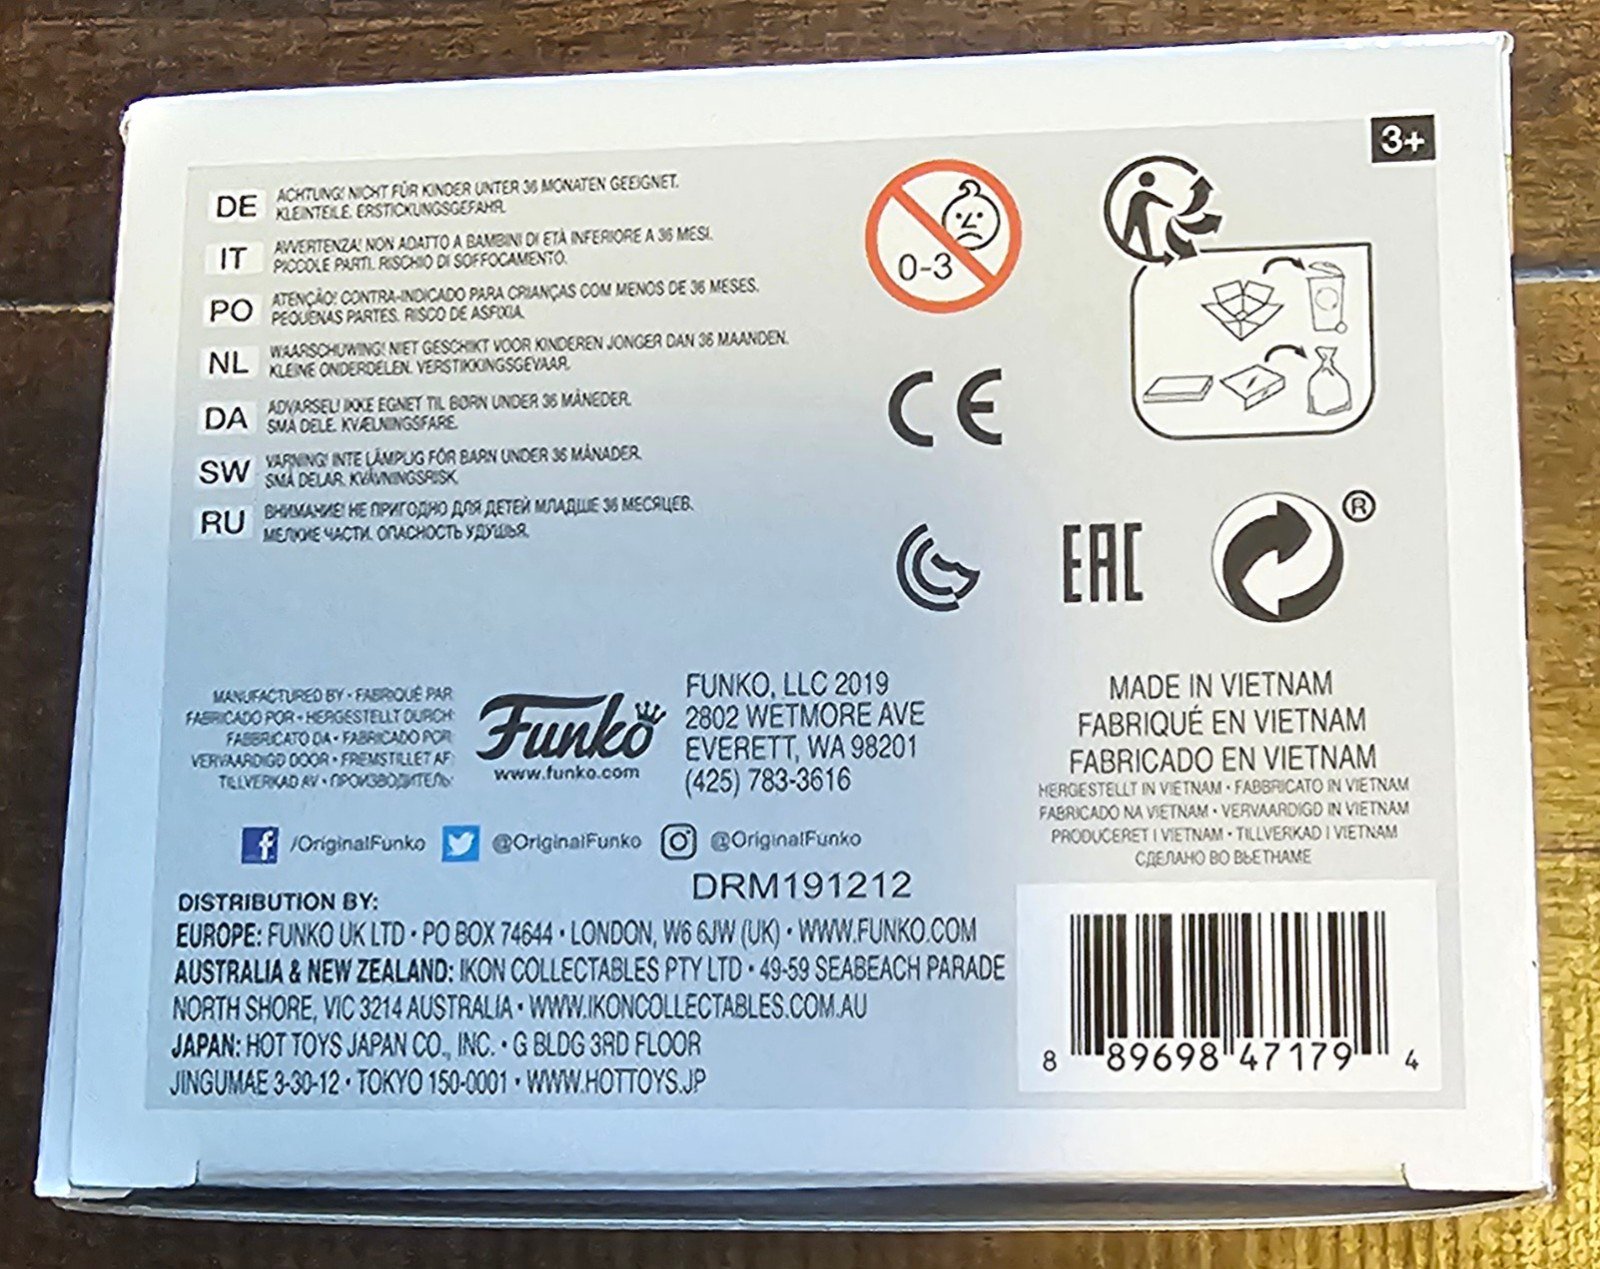 3+
DE ACHTUNG! NICHT FÜR KINDER UNTER 36 MONATEN GEEIGNET.
KLEINTEILE. ERSTICKUNGSGEFAHR.
IT AVVERTENZA! NON ADATTO A BAMBINI DI ETÀ INFERIORE A 36 MESI.
PICCOLE PARTI. RISCHIO DI SOFFOCAMENTO.
PO ATENÇÃO! CONTRA-INDICADO PARA CRIANÇAS COM MENOS DE 36 MESES.
PEQUENAS PARTES. RISCO DE ASFIXIA.
NL WAARSCHUWING! NIET GESCHIKT VOOR KINDEREN JONGER DAN 36 MAANDEN.
KLEINE ONDERDELEN. VERSTIKKINGSGEVAAR.
DA ADVARSEL! IKKE EGNET TIL BØRN UNDER 36 MÅNEDER.
SMÅ DELE. KVÆLNINGSFARE.
SW VARNING! INTE LÄMPLIG FÖR BARN UNDER 36 MÅNADER.
SMÅ DELAR. KVÄVNINGSRISK.
RU ВНИМАНИЕ! НЕ ПРИГОДНО ДЛЯ ДЕТЕЙ МЛАДШЕ 36 МЕСЯЦЕВ.
МЕЛКИЕ ЧАСТИ. ОПАСНОСТЬ УДУШЬЯ.
0-3
CE
EAC
®
MANUFACTURED BY • FABRIQUÉ PAR
FABRICADO POR • HERGESTELLT DURCH:
FABBRICATO DA • FABRICADO POR:
VERVAARDIGD DOOR • FREMSTILLET AF:
TILLVERKAD AV • ПРОИЗВОДИТЕЛЬ:
Funko
www.funko.com
FUNKO, LLC 2019
2802 WETMORE AVE
EVERETT, WA 98201
(425) 783-3616
MADE IN VIETNAM
FABRIQUÉ EN VIETNAM
FABRICADO EN VIETNAM
HERGESTELLT IN VIETNAM • FABBRICATO IN VIETNAM
FABRICADO NA VIETNAM • VERVAARDIGD IN VIETNAM
PRODUCERET I VIETNAM • TILLVERKAD I VIETNAM
СДЕЛАНО ВО ВЬЕТНАМЕ
/OriginalFunko @OriginalFunko @OriginalFunko
DRM191212
DISTRIBUTION BY:
EUROPE: FUNKO UK LTD • PO BOX 74644 • LONDON, W6 6JW (UK) • WWW.FUNKO.COM
AUSTRALIA & NEW ZEALAND: IKON COLLECTABLES PTY LTD • 49-59 SEABEACH PARADE
NORTH SHORE, VIC 3214 AUSTRALIA • WWW.IKONCOLLECTABLES.COM.AU
JAPAN: HOT TOYS JAPAN CO., INC. • G BLDG 3RD FLOOR
JINGUMAE 3-30-12 • TOKYO 150-0001 • WWW.HOTTOYS.JP
8 89698 47179 4